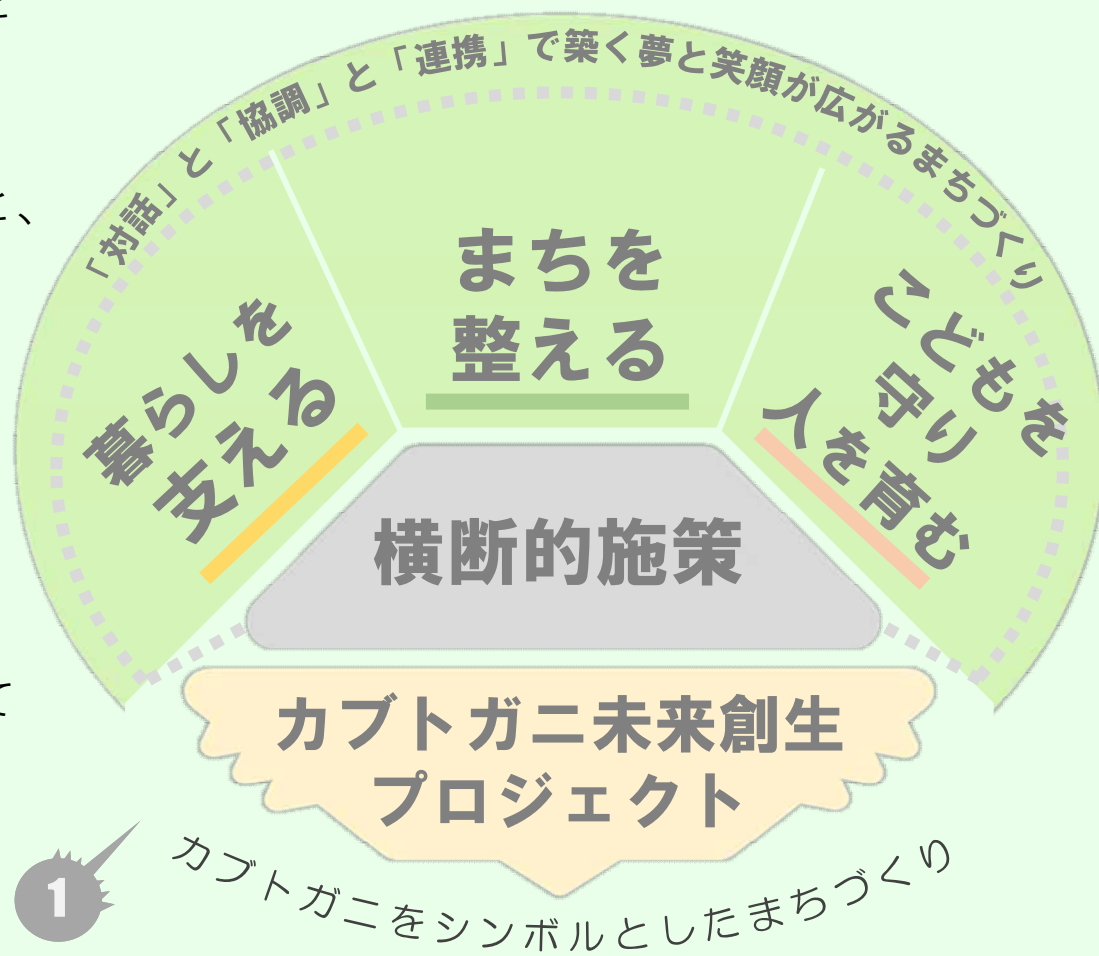 「対話」と「協調」と「連携」で築く夢と笑顔が広がるまちづくり
暮らしを
支える
まちを
整える
こどもを
守り
人を育む
横断的施策
カブトガニ未来創生
プロジェクト
カブトガニをシンボルとしたまちづくり
1